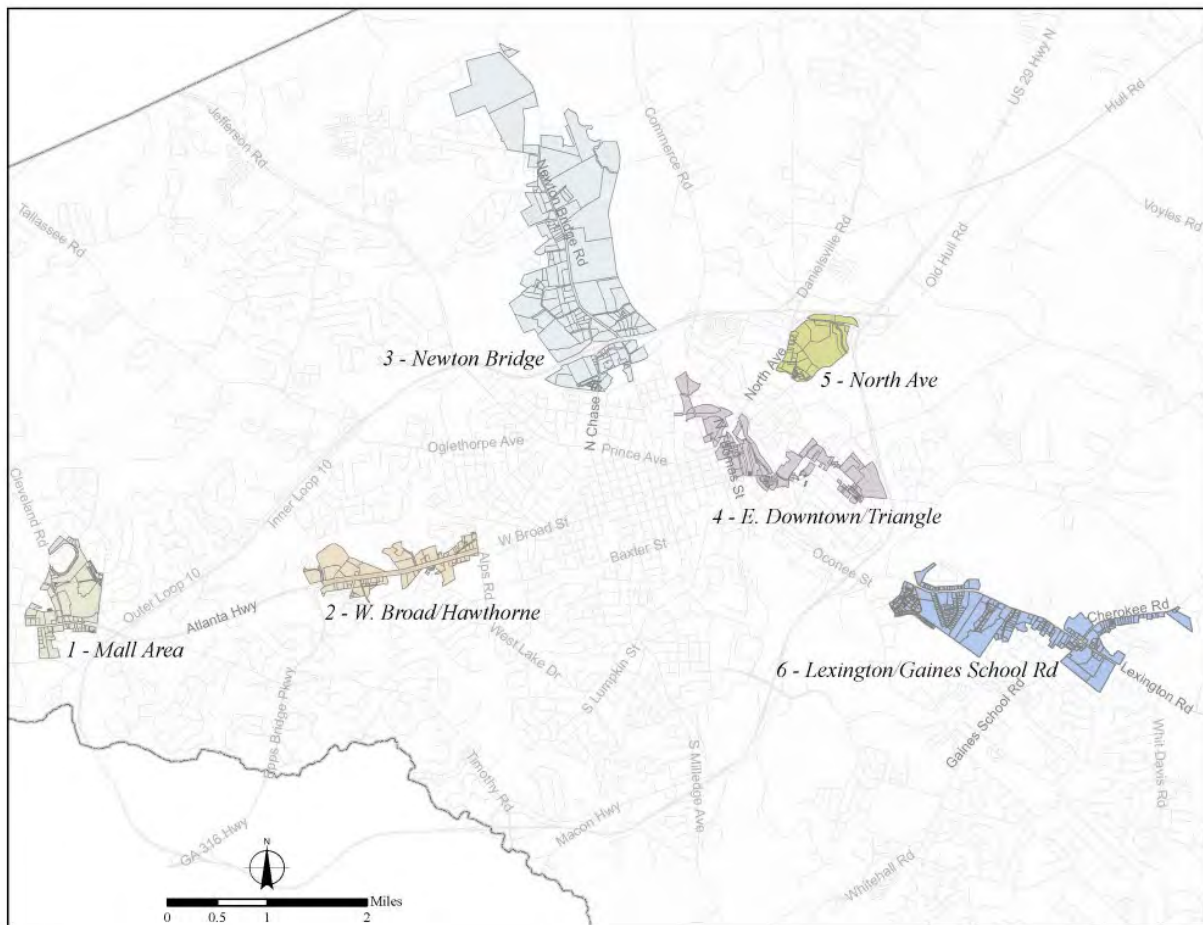 US 29 Hwy N
Hull Rd
Jefferson Rd
Commerce Rd
Newton Bridge Rd
Tallassee Rd
Voyles Rd
Danielsville Rd
Old Hull Rd
3 - Newton Bridge
North Ave
5 - North Ave
N Chase St
Oglethorpe Ave
Prince Ave
N Thomas St
Cleveland Rd
Inner Loop 10
4 - E. Downtown/Triangle
W Broad St
Baxter St
Oconee St
Alps Rd
Outer Loop 10
Atlanta Hwy
2 - W. Broad/Hawthorne
Cherokee Rd
1 - Mall Area
West Lake Dr
S Lumpkin St
6 - Lexington/Gaines School Rd
Lexington Rd
Gaines School Rd
Epps Bridge Pkwy
Whit Davis Rd
Timothy Rd
S Milledge Ave
Macon Hwy
GA 316 Hwy
Whitehall Rd
N
Miles
0 0.5 1 2